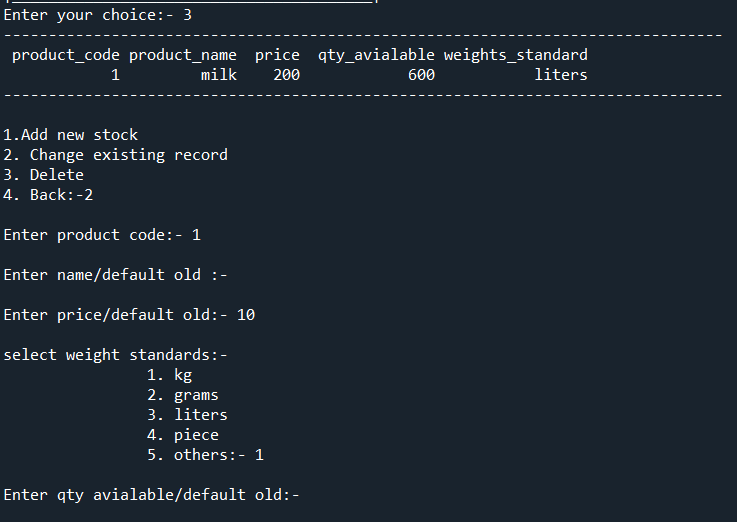 Enter your choice:- 3
--------------------------------------------------------------------------------
product_code product_name price qty_avialable weights_standard
1 milk 200 600 liters
--------------------------------------------------------------------------------
1.Add new stock
2. Change existing record
3. Delete
4. Back:-2
Enter product code:- 1
Enter name/default old :-
Enter price/default old:- 10
select weight standards:-
1. kg
2. grams
3. liters
4. piece
5. others:- 1
Enter qty avialable/default old:-